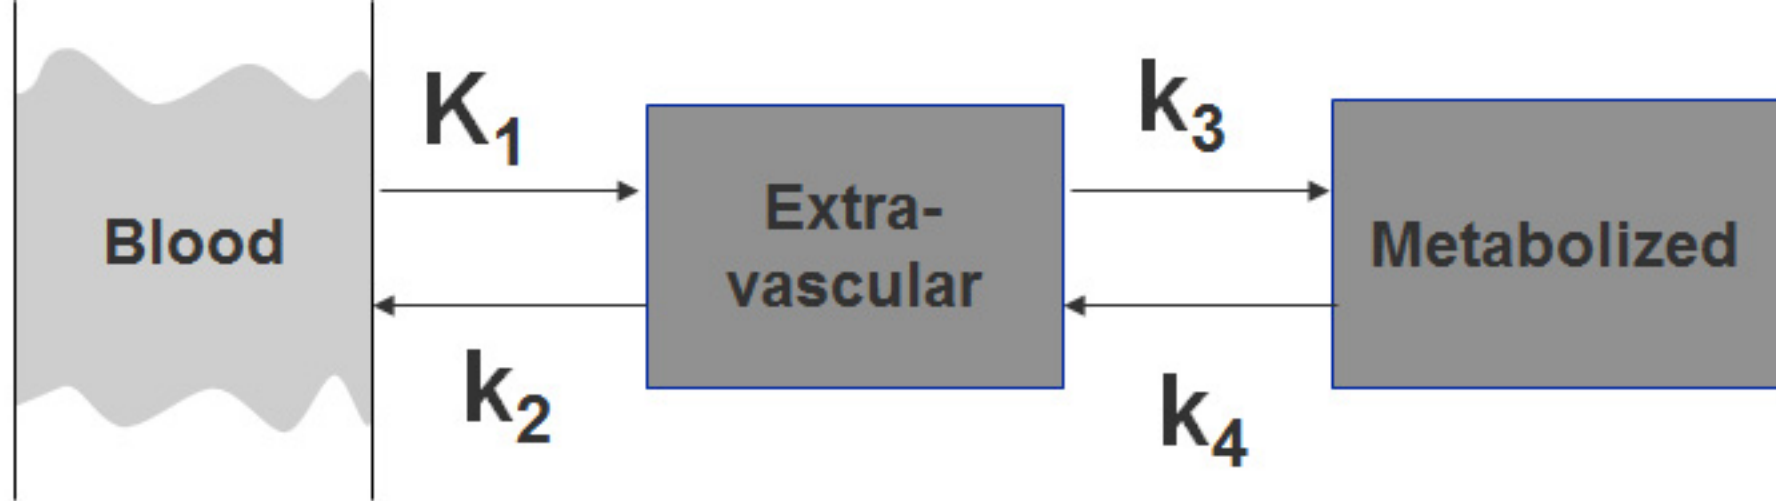 K1
k3
Blood
Extra-
vascular
Metabolized
k2
k4